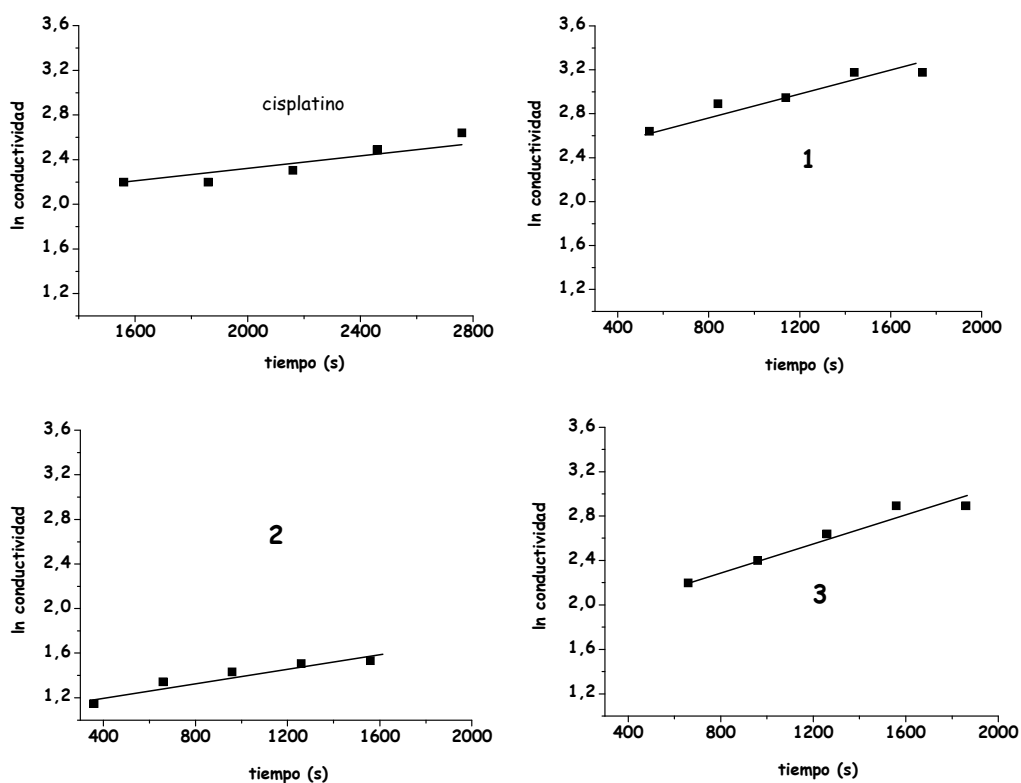 3,6
3,2
2,8
2,4
2,0
1,6
1,2
ln conductividad
cisplatino
1600 2000 2400 2800
tiempo (s)
3,6
3,2
2,8
2,4
2,0
1,6
1,2
ln conductividad
1
400 800 1200 1600 2000
tiempo (s)
3,6
3,2
2,8
2,4
2,0
1,6
1,2
ln conductividad
2
400 800 1200 1600 2000
tiempo (s)
3,6
3,2
2,8
2,4
2,0
1,6
1,2
ln conductividad
3
400 800 1200 1600 2000
tiempo (s)